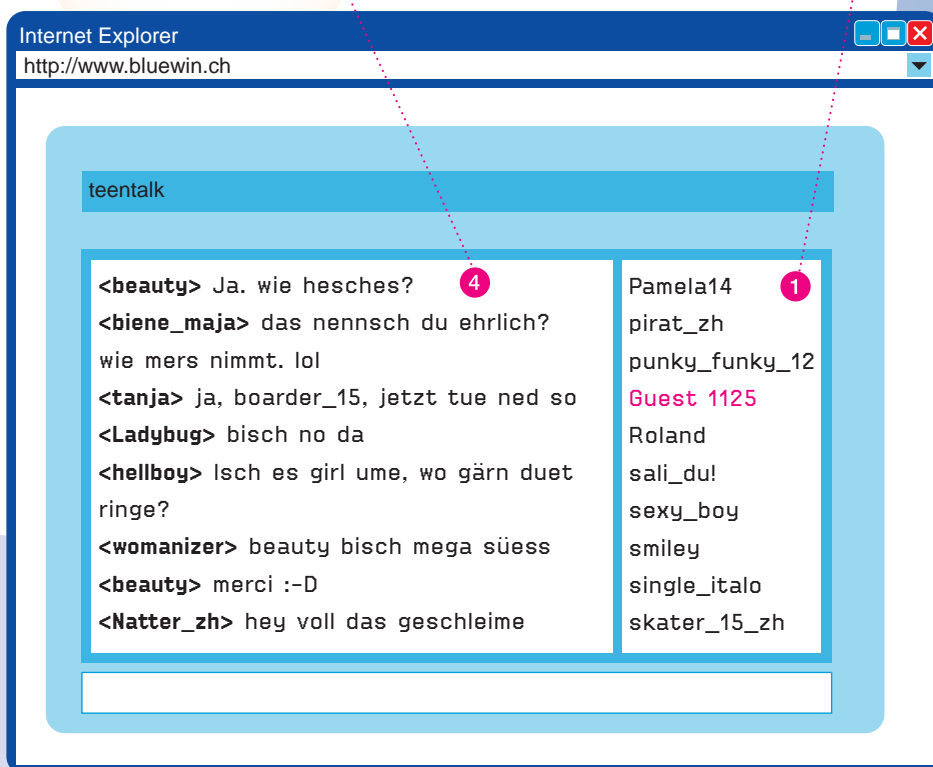 Internet Explorer
http://www.bluewin.ch
teentalk
<beauty> Ja. wie hesches?
4
<biene_maja> das nennsch du ehrlich?
wie mers nimmt. lol
<tanja> ja, boarder_15, jetzt tue ned so
<Ladybug> bisch no da
<hellboy> Isch es girl ume, wo gärn duet
ringe?
<womanizer> beauty bisch mega süess
<beauty> merci :-D
<Natter_zh> hey voll das geschleime
Pamela14
1
pirat_zh
punky_funky_12
Guest 1125
Roland
sali_du!
sexy_boy
smiley
single_italo
skater_15_zh